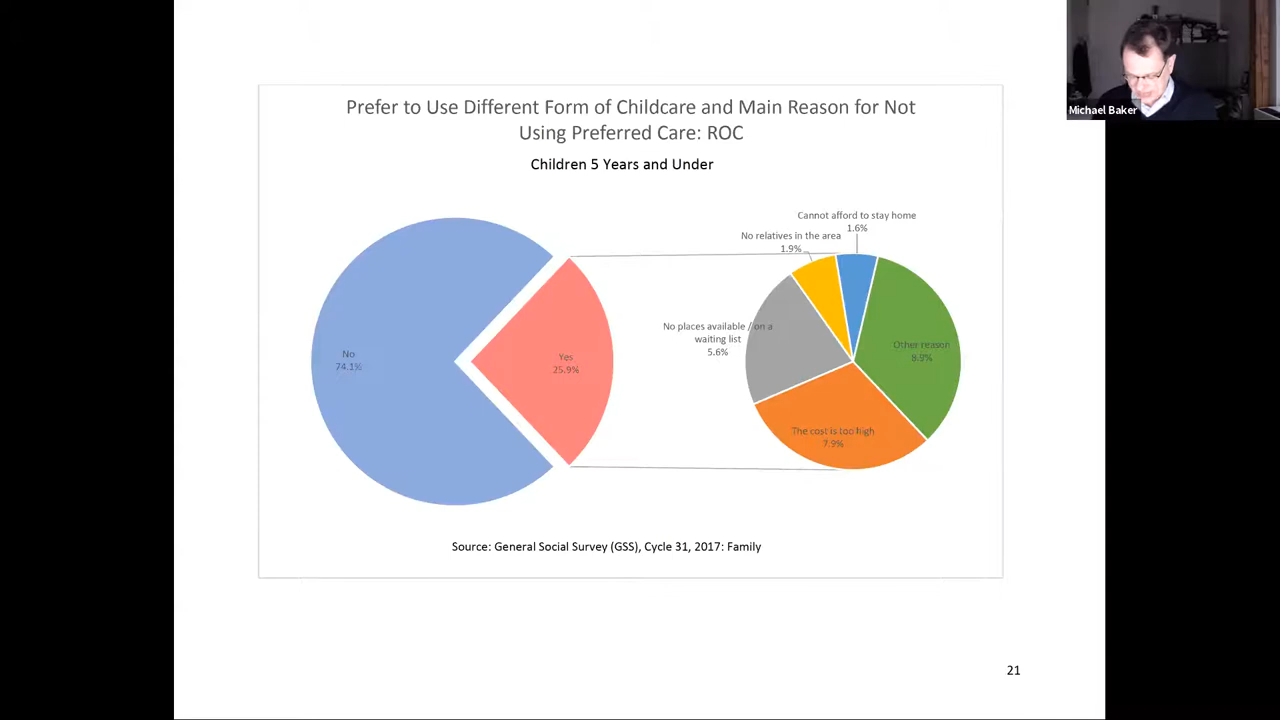 Michael Baker
Prefer to Use Different Form of Childcare and Main Reason for Not
Using Preferred Care: ROC
Children 5 Years and Under
Cannot afford to stay home
1.6%
No relatives in the area
1.9%
No places available / on a
waiting list
5.6%
Other reason
8.9%
No
74.1%
Yes
25.9%
The cost is too high
7.9%
Source: General Social Survey (GSS), Cycle 31, 2017: Family
21